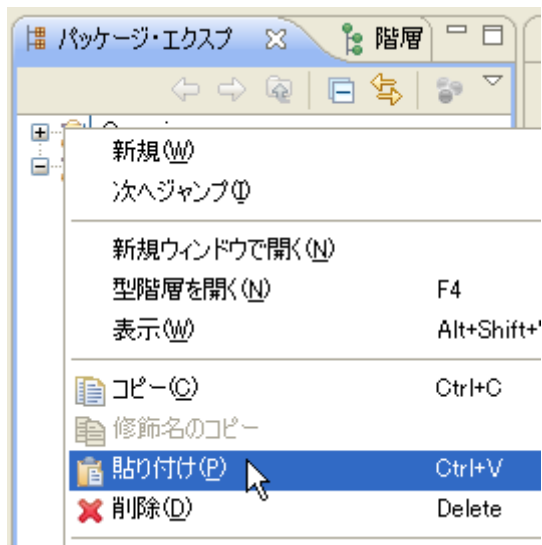 パッケージ・エクスプ 階層
新規(W)
次へジャンプ(I)
新規ウィンドウで開く(N)
型階層を開く(N) F4
表示(W) Alt+Shift+
コピー(C) Ctrl+C
修飾名のコピー
貼り付け(P) Ctrl+V
削除(D) Delete